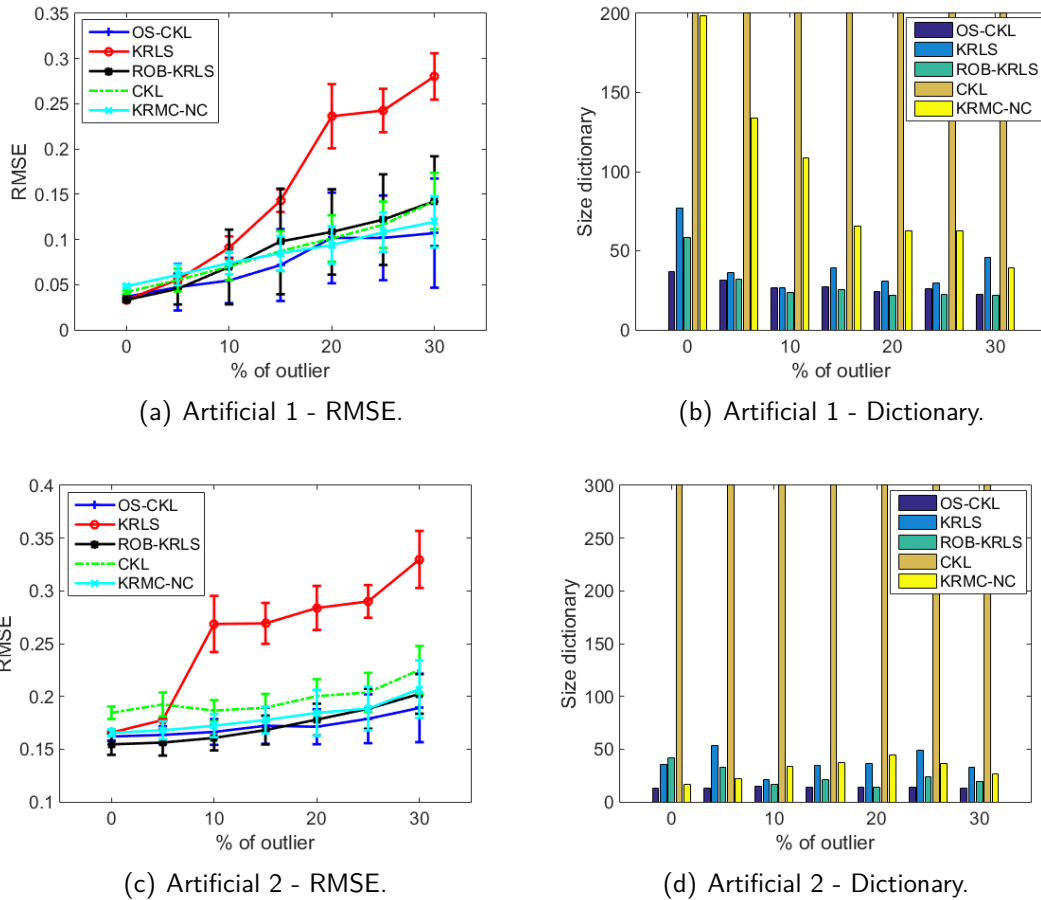 0.35
0.3
0.25
0.2
0.15
0.1
0.05
0
RMSE
OS-CKL
KRLS
ROB-KRLS
CKL
KRMC-NC
0 10 20 30
% of outlier
(a) Artificial 1 - RMSE.
200
150
100
50
0
Size dictionary
OS-CKL
KRLS
ROB-KRLS
CKL
KRMC-NC
0 10 20 30
% of outlier
(b) Artificial 1 - Dictionary.
0.4
0.35
0.3
0.25
0.2
0.15
0.1
RMSE
OS-CKL
KRLS
ROB-KRLS
CKL
KRMC-NC
0 10 20 30
% of outlier
(c) Artificial 2 - RMSE.
300
250
200
150
100
50
0
Size dictionary
OS-CKL
KRLS
ROB-KRLS
CKL
KRMC-NC
0 10 20 30
% of outlier
(d) Artificial 2 - Dictionary.